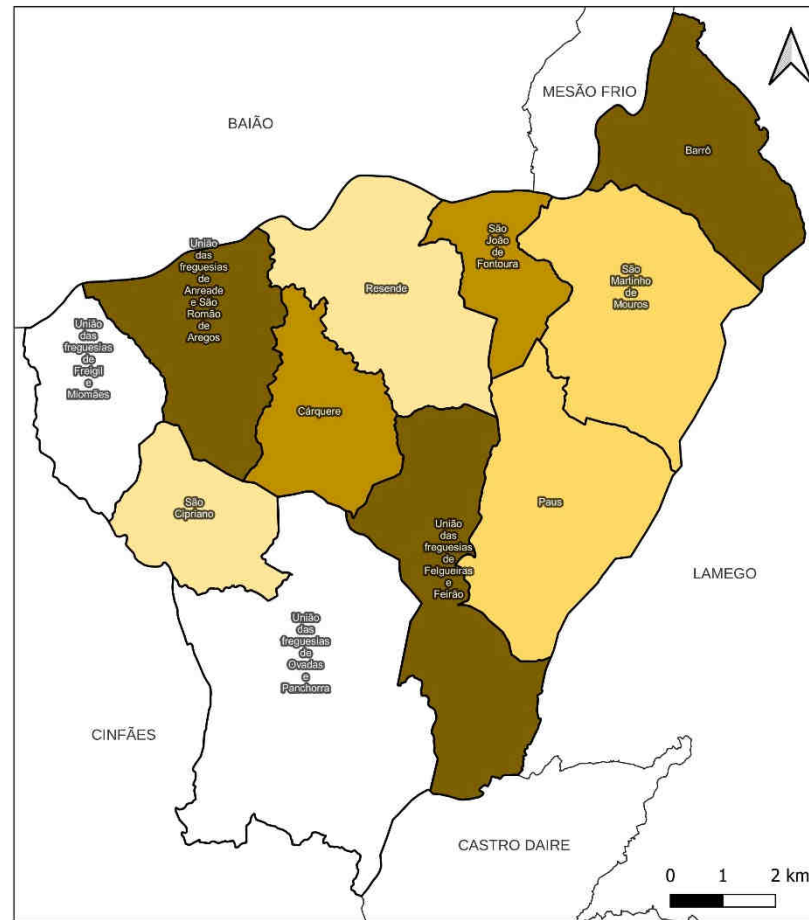 MESÃO FRIO
BAIÃO
Barrô
União
das
freguesias
de
Anreade
e São
Romão
de
Aregos
São
João
de
Fontoura
São
Martinho
de
Mouros
Resende
União
das
freguesias
de
Freigil
e
Miomães
Cárquere
São
Cipriano
Paus
União
das
freguesias
de
Felgueiras
e
Feirão
LAMEGO
União
das
freguesias
de
Ovadas
e
Panchorra
CINFÃES
CASTRO DAIRE
0 1 2 km